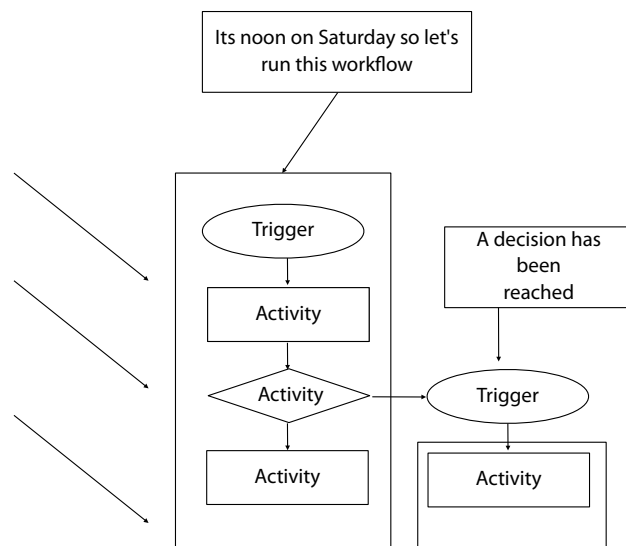 Its noon on Saturday so let's
run this workflow
Trigger
A decision has
been
reached
Activity
Activity
Trigger
Activity
Activity